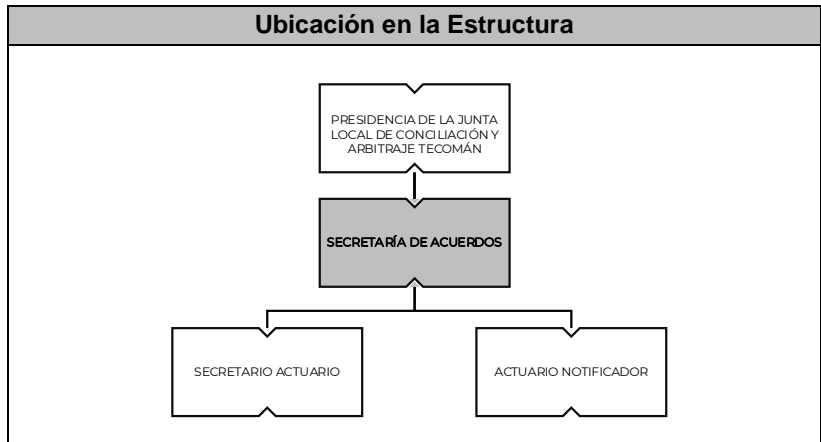 Ubicación en la Estructura
PRESIDENCIA DE LA JUNTA
LOCAL DE CONCILIACIÓN Y
ARBITRAJE TECOMÁN
SECRETARÍA DE ACUERDOS
SECRETARIO ACTUARIO
ACTUARIO NOTIFICADOR